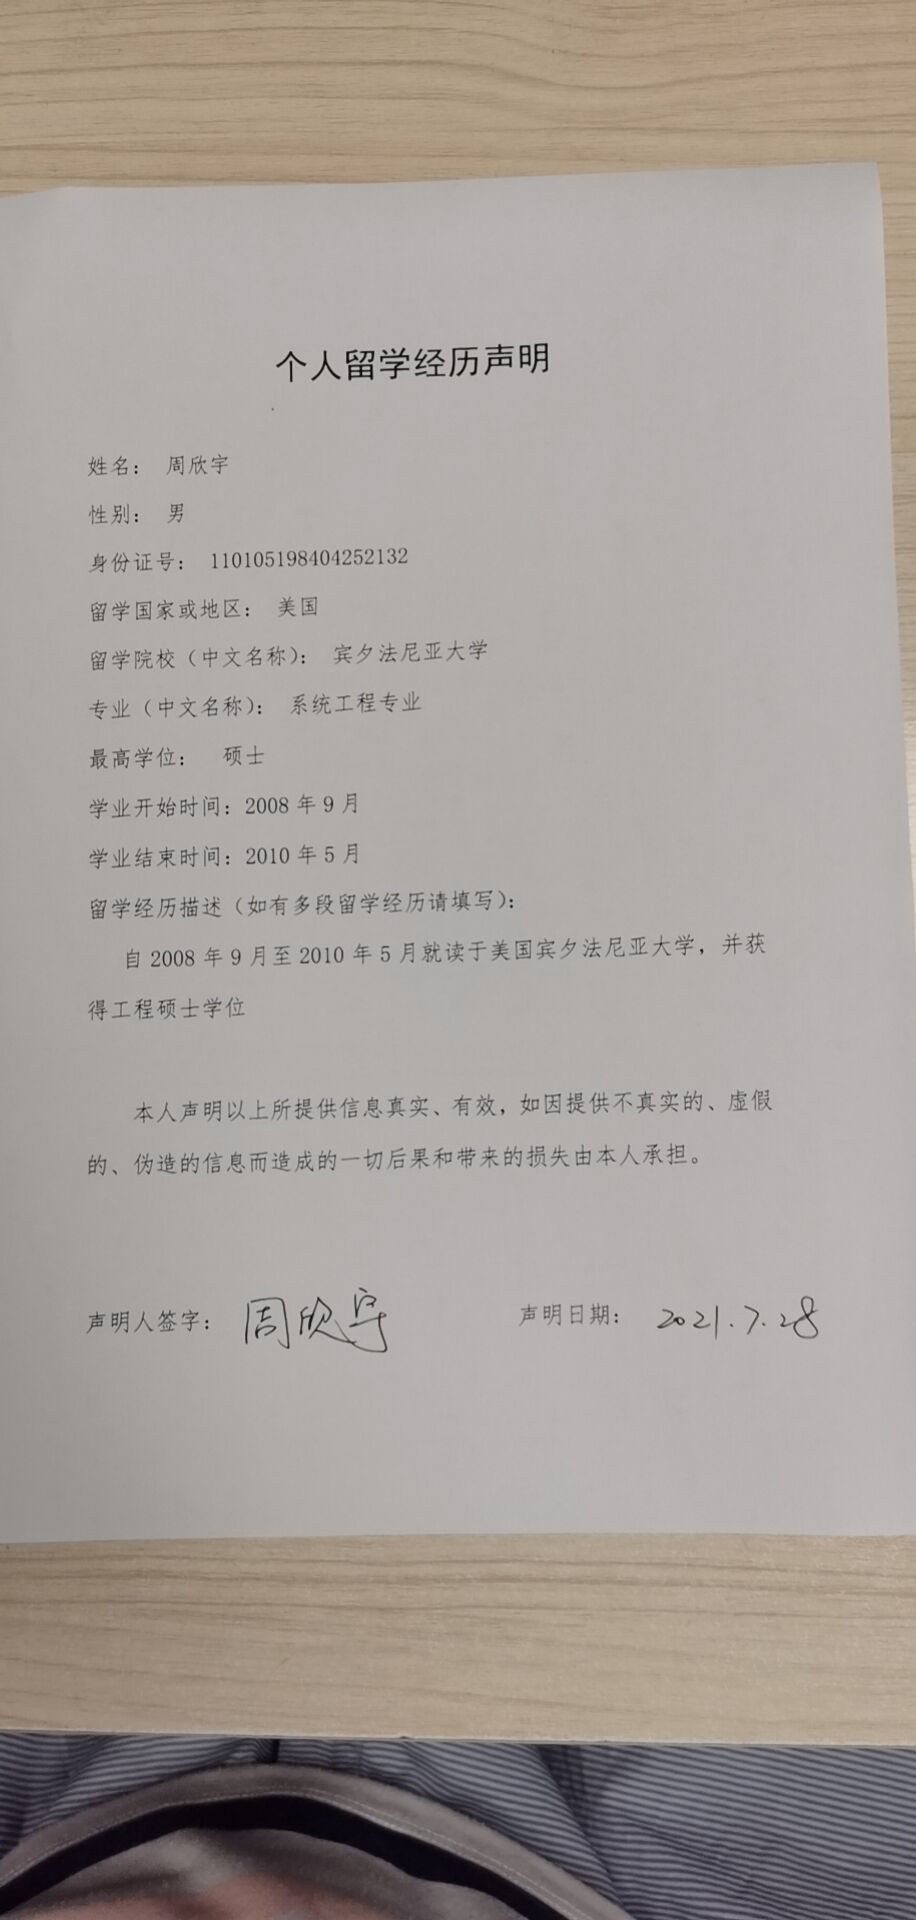 个人留学经历声明
姓名： 周欣宇
性别： 男
身份证号： 110105198404252132
留学国家或地区： 美国
留学院校（中文名称）： 宾夕法尼亚大学
专业（中文名称）： 系统工程专业
最高学位： 硕士
学业开始时间：2008 年 9 月
学业结束时间：2010 年 5 月
留学经历描述（如有多段留学经历请填写）：
自 2008 年 9 月至 2010 年 5 月就读于美国宾夕法尼亚大学，并获
得工程硕士学位
本人声明以上所提供信息真实、有效，如因提供不真实的、虚假
的、伪造的信息而造成的一切后果和带来的损失由本人承担。
声明人签字： 周欣宇 声明日期： 2021.7.28